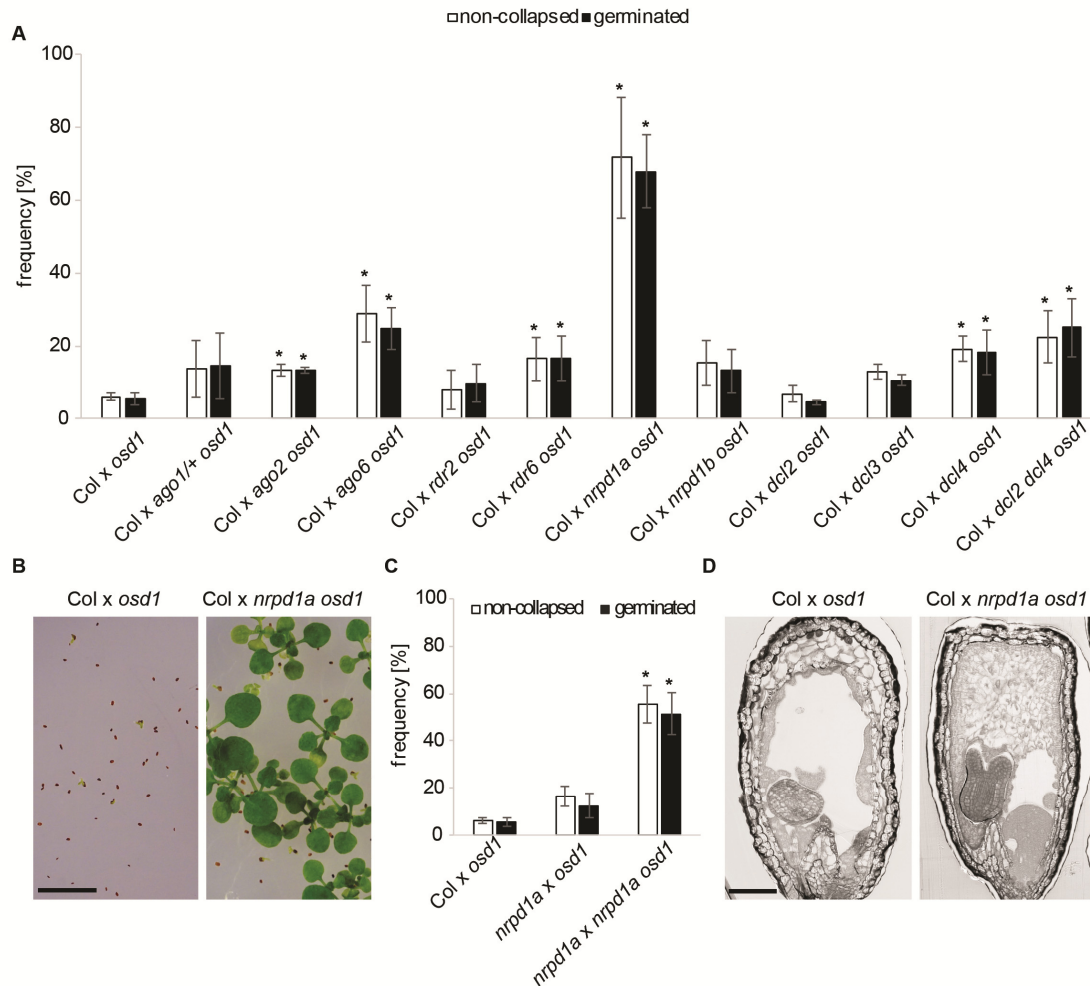 non-collapsed germinated
A
frequency [%]
100
80
60
40
20
0
* * * * * * * * * * * *
Col x osd1
Col x ago1/+ osd1
Col x ago2 osd1
Col x ago6 osd1
Col x rdr2 osd1
Col x rdr6 osd1
Col x nrpd1a osd1
Col x nrpd1b osd1
Col x dcl2 osd1
Col x dcl3 osd1
Col x dcl4 osd1
Col x dcl2 dcl4 osd1
B
Col x osd1
Col x nrpd1a osd1
C
non-collapsed germinated
frequency [%]
100
80
60
40
20
0
* *
Col x osd1
nrpd1a x osd1
nrpd1a x nrpd1a osd1
D
Col x osd1
Col x nrpd1a osd1